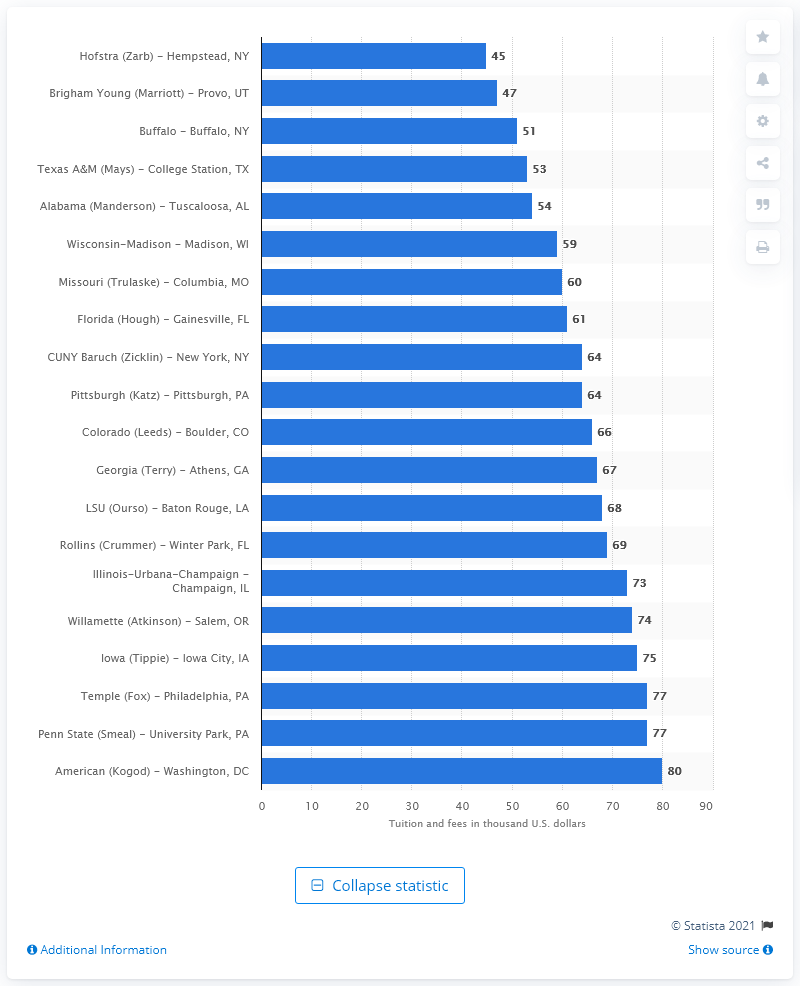 Hofstra (Zarb) – Hempstead, NY
45
Brigham Young (Marriott) – Provo, UT
47
Buffalo – Buffalo, NY
51
Texas A&M (Mays) – College Station, TX
53
Alabama (Manderson) – Tuscaloosa, AL
54
Wisconsin–Madison – Madison, WI
59
Missouri (Trulaske) – Columbia, MO
60
Florida (Hough) – Gainesville, FL
61
CUNY Baruch (Zicklin) – New York, NY
64
Pittsburgh (Katz) – Pittsburgh, PA
64
Colorado (Leeds) – Boulder, CO
66
Georgia (Terry) – Athens, GA
67
LSU (Ourso) – Baton Rouge, LA
68
Rollins (Crummer) – Winter Park, FL
69
Illinois–Urbana–Champaign –
Champaign, IL
73
Willamette (Atkinson) – Salem, OR
74
Iowa (Tippie) – Iowa City, IA
75
Temple (Fox) – Philadelphia, PA
77
Penn State (Smeal) – University Park, PA
77
American (Kogod) – Washington, DC
80
0 10 20 30 40 50 60 70 80 90
Tuition and fees in thousand U.S. dollars
Collapse statistic
© Statista 2021
Additional Information
Show source